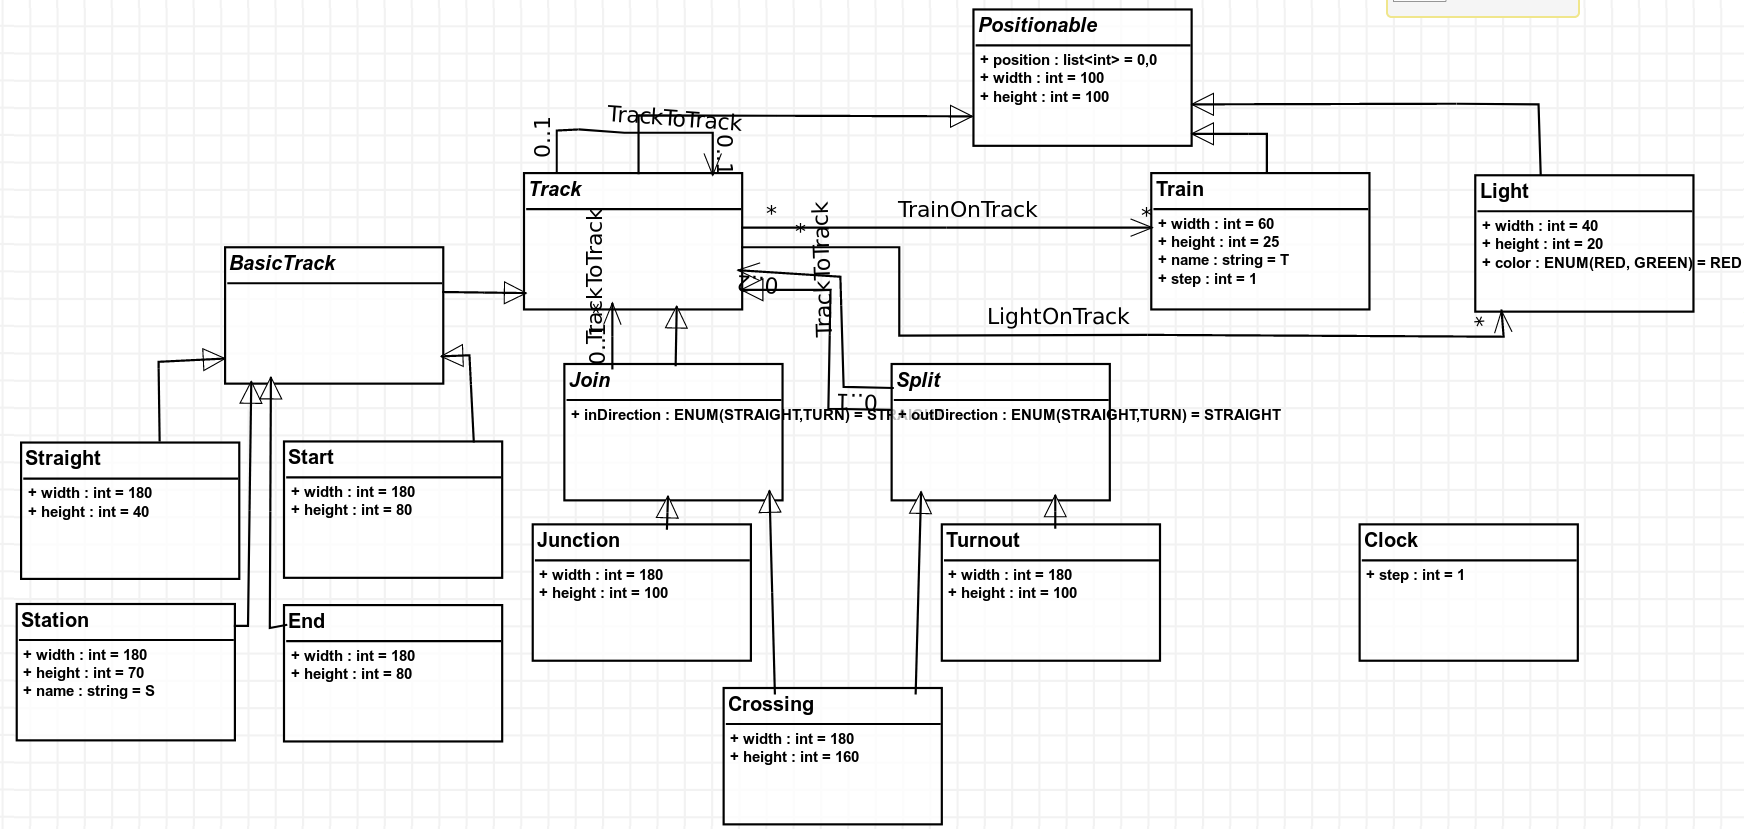 Positionable
+ position : list<int> = 0,0
+ width : int = 100
+ height : int = 100
TrackToTrack
0..1
0..1
Track
Train
+ width : int = 60
+ height : int = 25
+ name : string = T
+ step : int = 1
Light
+ width : int = 40
+ height : int = 20
+ color : ENUM(RED, GREEN) = RED
*
TrainOnTrack
*
*
TrackToTrack
TrackToTrack
BasicTrack
LightOnTrack
*
0..1
Join
+ inDirection : ENUM(STRAIGHT,TURN) = STR
Split
+ outDirection : ENUM(STRAIGHT,TURN) = STRAIGHT
0..1
Straight
+ width : int = 180
+ height : int = 40
Start
+ width : int = 180
+ height : int = 80
Junction
+ width : int = 180
+ height : int = 100
Turnout
+ width : int = 180
+ height : int = 100
Clock
+ step : int = 1
Station
+ width : int = 180
+ height : int = 70
+ name : string = S
End
+ width : int = 180
+ height : int = 80
Crossing
+ width : int = 180
+ height : int = 160